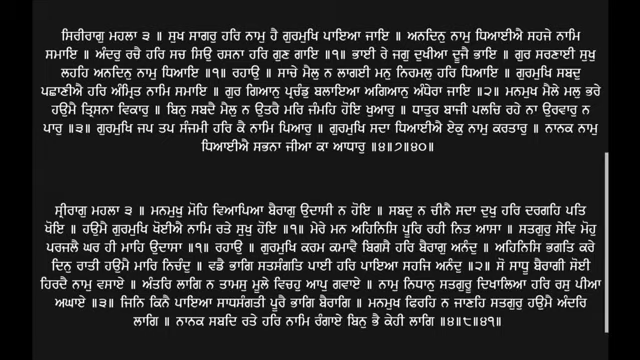 ਸਿਰੀਰਾਗੁ ਮਹਲਾ ੩ ॥ ਸੁਖ ਸਾਗਰੁ ਹਰਿ ਨਾਮੁ ਹੈ ਗੁਰਮੁਖਿ ਪਾਇਆ ਜਾਇ ॥ ਅਨਦਿਨੁ ਨਾਮੁ ਧਿਆਈਐ ਸਹਜੇ ਨਾਮਿ
ਸਮਾਇ ॥ ਅੰਦਰੁ ਰਚੈ ਹਰਿ ਸਚ ਸਿਉ ਰਸਨਾ ਹਰਿ ਗੁਣ ਗਾਇ ॥੧॥ ਭਾਈ ਰੇ ਜਗੁ ਦੁਖੀਆ ਦੂਜੈ ਭਾਇ ॥ ਗੁਰ ਸਰਣਾਈ ਸੁਖੁ
ਲਹਹਿ ਅਨਦਿਨੁ ਨਾਮੁ ਧਿਆਇ ॥੧॥ ਰਹਾਉ ॥ ਸਾਚੇ ਮੈਲੁ ਨ ਲਾਗਈ ਮਨੁ ਨਿਰਮਲੁ ਹਰਿ ਧਿਆਇ ॥ ਗੁਰਮੁਖਿ ਸਬਦੁ
ਪਛਾਣੀਐ ਹਰਿ ਅੰਮ੍ਰਿਤ ਨਾਮਿ ਸਮਾਇ ॥ ਗੁਰ ਗਿਆਨੁ ਪ੍ਰਚੰਡੁ ਬਲਾਇਆ ਅਗਿਆਨੁ ਅੰਧੇਰਾ ਜਾਇ ॥੨॥ ਮਨਮੁਖ ਮੈਲੇ ਮਲੁ ਭਰੇ
ਹਉਮੈ ਤ੍ਰਿਸਨਾ ਵਿਕਾਰੁ ॥ ਬਿਨੁ ਸਬਦੈ ਮੈਲੁ ਨ ਉਤਰੈ ਮਰਿ ਜੰਮਹਿ ਹੋਇ ਖੁਆਰੁ ॥ ਧਾਤੁਰ ਬਾਜੀ ਪਲਚਿ ਰਹੇ ਨਾ ਉਰਵਾਰੁ ਨ
ਪਾਰੁ ॥੩॥ ਗੁਰਮੁਖਿ ਜਪ ਤਪ ਸੰਜਮੀ ਹਰਿ ਕੈ ਨਾਮਿ ਪਿਆਰੁ ॥ ਗੁਰਮੁਖਿ ਸਦਾ ਧਿਆਈਐ ਏਕੁ ਨਾਮੁ ਕਰਤਾਰੁ ॥ ਨਾਨਕ ਨਾਮੁ
ਧਿਆਈਐ ਸਭਨਾ ਜੀਆ ਕਾ ਆਧਾਰੁ ॥੪॥੭॥੪੦॥
ਸ੍ਰੀਰਾਗੁ ਮਹਲਾ ੩ ॥ ਮਨਮੁਖੁ ਮੋਹਿ ਵਿਆਪਿਆ ਬੈਰਾਗੁ ਉਦਾਸੀ ਨ ਹੋਇ ॥ ਸਬਦੁ ਨ ਚੀਨੈ ਸਦਾ ਦੁਖੁ ਹਰਿ ਦਰਗਹਿ ਪਤਿ
ਖੋਇ ॥ ਹਉਮੈ ਗੁਰਮੁਖਿ ਖੋਈਐ ਨਾਮਿ ਰਤੇ ਸੁਖੁ ਹੋਇ ॥੧॥ ਮੇਰੇ ਮਨ ਅਹਿਨਿਸਿ ਪੂਰਿ ਰਹੀ ਨਿਤ ਆਸਾ ॥ ਸਤਗੁਰੁ ਸੇਵਿ ਮੋਹੁ
ਪਰਜਲੈ ਘਰ ਹੀ ਮਾਹਿ ਉਦਾਸਾ ॥੧॥ ਰਹਾਉ ॥ ਗੁਰਮੁਖਿ ਕਰਮ ਕਮਾਵੈ ਬਿਗਸੈ ਹਰਿ ਬੈਰਾਗੁ ਅਨੰਦੁ ॥ ਅਹਿਨਿਸਿ ਭਗਤਿ ਕਰੇ
ਦਿਨੁ ਰਾਤੀ ਹਉਮੈ ਮਾਰਿ ਨਿਚੰਦੁ ॥ ਵਡੈ ਭਾਗਿ ਸਤਸੰਗਤਿ ਪਾਈ ਹਰਿ ਪਾਇਆ ਸਹਜਿ ਅਨੰਦੁ ॥੨॥ ਸੋ ਸਾਧੂ ਬੈਰਾਗੀ ਸੋਈ
ਹਿਰਦੈ ਨਾਮੁ ਵਸਾਏ ॥ ਅੰਤਰਿ ਲਾਗਿ ਨ ਤਾਮਸੁ ਮੂਲੇ ਵਿਚਹੁ ਆਪੁ ਗਵਾਏ ॥ ਨਾਮੁ ਨਿਧਾਨੁ ਸਤਗੁਰੂ ਦਿਖਾਲਿਆ ਹਰਿ ਰਸੁ ਪੀਆ
ਅਘਾਏ ॥੩॥ ਜਿਨਿ ਕਿਨੈ ਪਾਇਆ ਸਾਧਸੰਗਤੀ ਪੂਰੈ ਭਾਗਿ ਬੈਰਾਗਿ ॥ ਮਨਮੁਖ ਫਿਰਹਿ ਨ ਜਾਣਹਿ ਸਤਗੁਰੁ ਹਉਮੈ ਅੰਦਰਿ
ਲਾਗਿ ॥ ਨਾਨਕ ਸਬਦਿ ਰਤੇ ਹਰਿ ਨਾਮਿ ਰੰਗਾਏ ਬਿਨੁ ਭੈ ਕੇਹੀ ਲਾਗਿ ॥੪॥੮॥੪੧॥